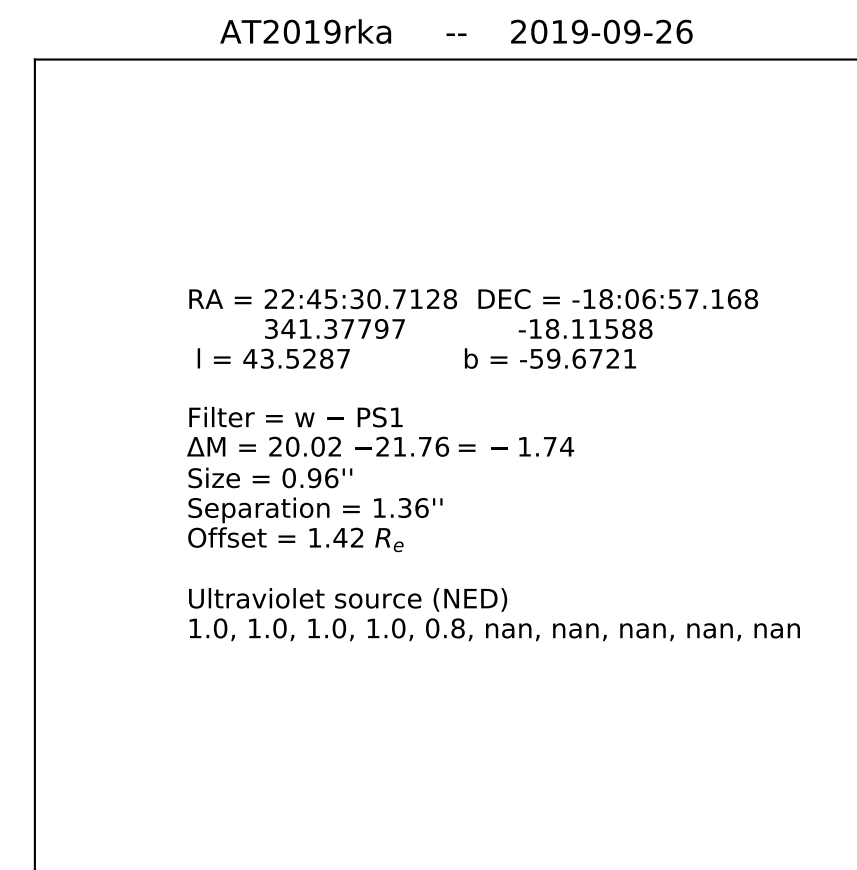 AT2019rka -- 2019-09-26
RA = 22:45:30.7128 DEC = -18:06:57.168
341.37797 -18.11588
l = 43.5287 b = -59.6721
Filter = w − PS1
ΔM = 20.02 −21.76 = − 1.74
Size = 0.96''
Separation = 1.36''
Offset = 1.42 Rₑ
Ultraviolet source (NED)
1.0, 1.0, 1.0, 1.0, 0.8, nan, nan, nan, nan, nan